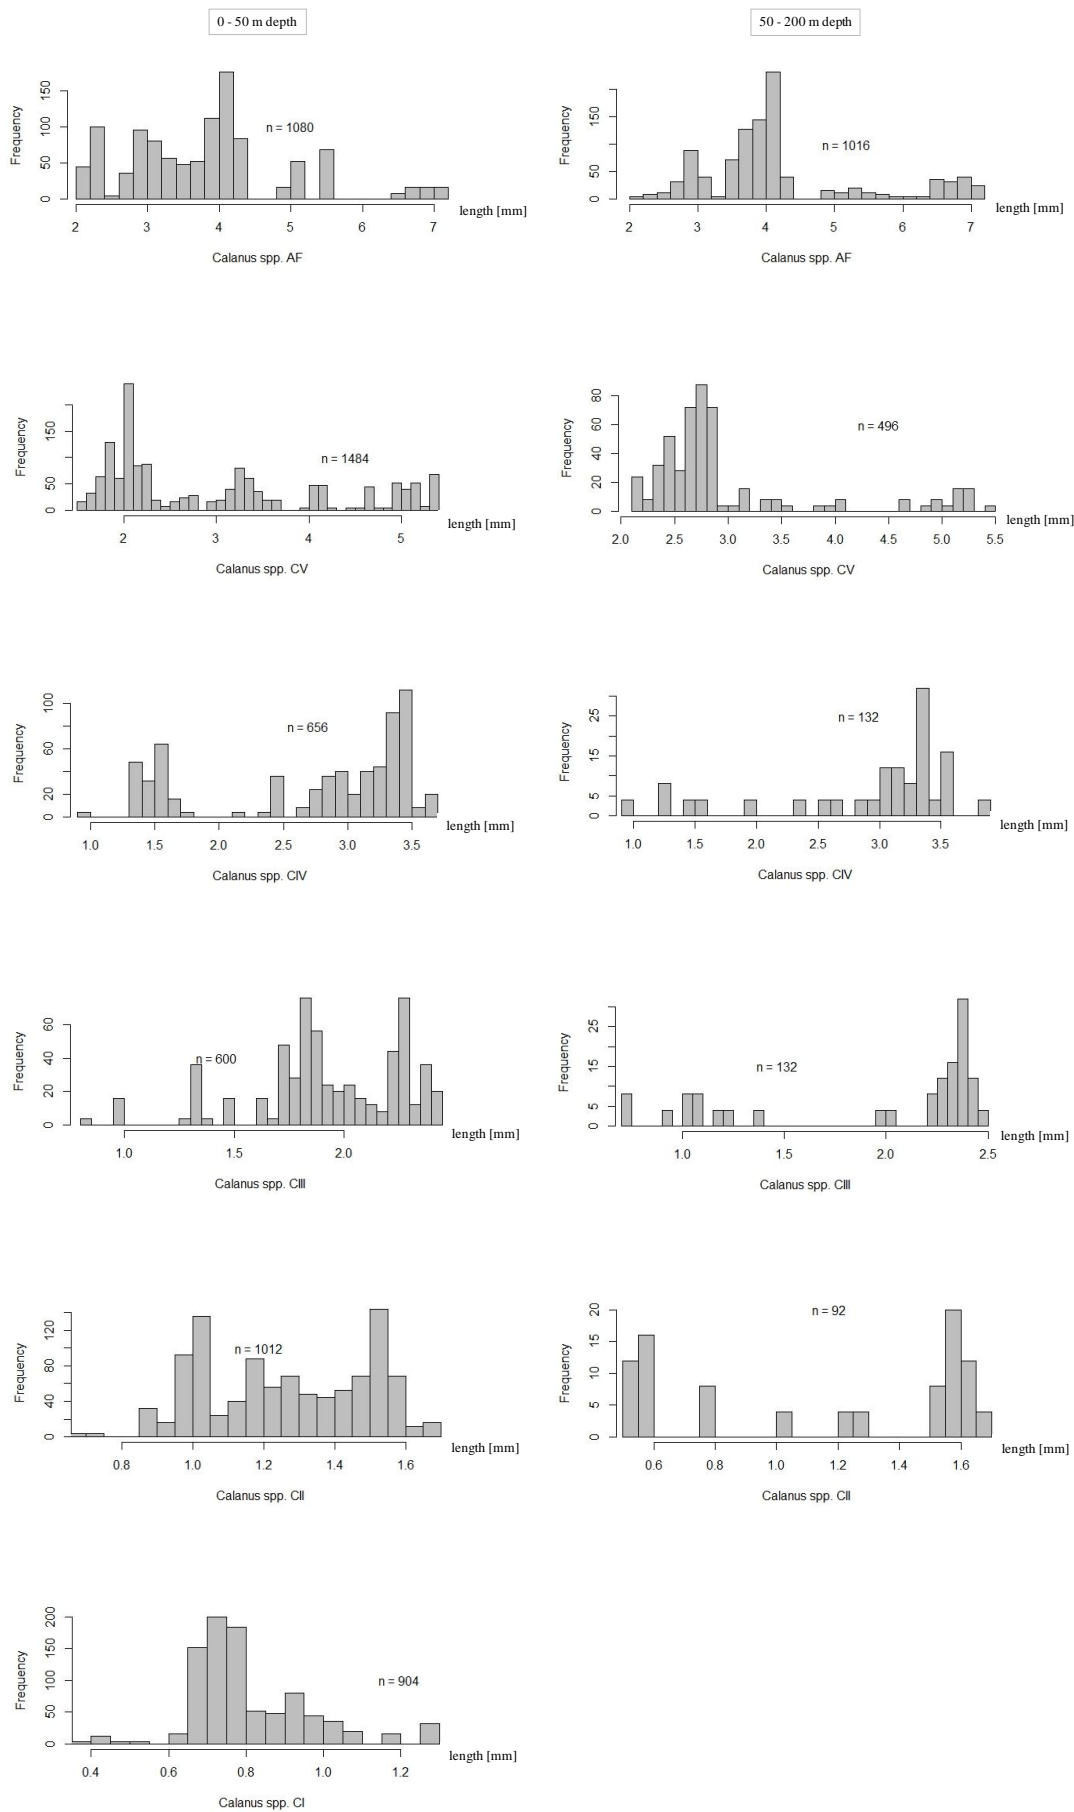 0 - 50 m depth
50 - 200 m depth
Frequency
0 50 100 150
n = 1080
2 3 4 5 6 7
length [mm]
Calanus spp. AF
Frequency
0 50 150
n = 1016
2 3 4 5 6 7
length [mm]
Calanus spp. AF
Frequency
0 50 150
n = 1484
2 3 4 5
length [mm]
Calanus spp. CV
Frequency
0 20 40 60 80
n = 496
2.0 2.5 3.0 3.5 4.0 4.5 5.0 5.5
length [mm]
Calanus spp. CV
Frequency
0 20 60 100
n = 656
1.0 1.5 2.0 2.5 3.0 3.5
length [mm]
Calanus spp. CIV
Frequency
0 5 15 25
n = 132
1.0 1.5 2.0 2.5 3.0 3.5
length [mm]
Calanus spp. CIV
Frequency
0 20 40 60
n = 600
1.0 1.5 2.0
length [mm]
Calanus spp. CIII
Frequency
0 5 15 25
n = 132
1.0 1.5 2.0 2.5
length [mm]
Calanus spp. CIII
Frequency
0 40 80 120
n = 1012
0.8 1.0 1.2 1.4 1.6
length [mm]
Calanus spp. CII
Frequency
0 5 10 15 20
n = 92
0.6 0.8 1.0 1.2 1.4 1.6
length [mm]
Calanus spp. CII
Frequency
0 50 100 150 200
n = 904
0.4 0.6 0.8 1.0 1.2
length [mm]
Calanus spp. CI